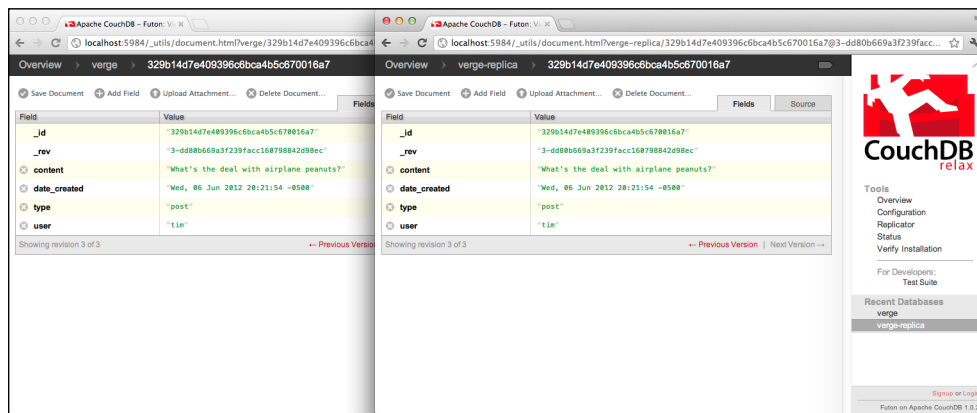 Apache CouchDB – Futon: Vi
localhost:5984/_utils/document.html?verge/329b14d7e409396c6bca4
Overview > verge > 329b14d7e409396c6bca4b5c670016a7
Save Document Add Field Upload Attachment... Delete Document...
Fields
Field Value
_id "329b14d7e409396c6bca4b5c670016a7"
_rev "3-dd80b669a3f239facc160798842d98ec"
content "What's the deal with airplane peanuts?"
date_created "Wed, 06 Jun 2012 20:21:54 -0500"
type "post"
user "tim"
Showing revision 3 of 3 ← Previous Version
Apache CouchDB – Futon: Vi
localhost:5984/_utils/document.html?verge-replica/329b14d7e409396c6bca4b5c670016a7@3-dd80b669a3f239facc...
Overview > verge-replica > 329b14d7e409396c6bca4b5c670016a7
Save Document Add Field Upload Attachment... Delete Document...
Fields Source
Field Value
_id "329b14d7e409396c6bca4b5c670016a7"
_rev "3-dd80b669a3f239facc160798842d98ec"
content "What's the deal with airplane peanuts?"
date_created "Wed, 06 Jun 2012 20:21:54 -0500"
type "post"
user "tim"
Showing revision 3 of 3 ← Previous Version | Next Version →
CouchDB
relax
Tools
Overview
Configuration
Replicator
Status
Verify Installation
For Developers:
Test Suite
Recent Databases
verge
verge-replica
Signup or Login
Futon on Apache CouchDB 1.0.